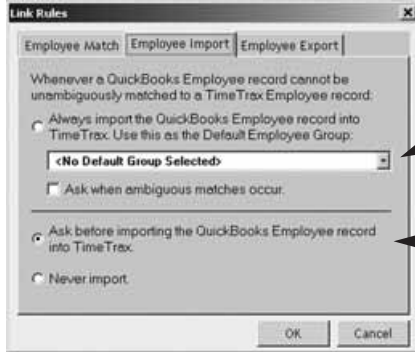 Link Rules
Employee Match
Employee Import
Employee Export
Whenever a QuickBooks Employee record cannot be
unambiguously matched to a TimeTrax Employee record:
Always import the QuickBooks Employee record into
TimeTrax. Use this as the Default Employee Group:
<No Default Group Selected>
Ask when ambiguous matches occur.
Ask before importing the QuickBooks Employee record
into TimeTrax.
Never import.
OK
Cancel